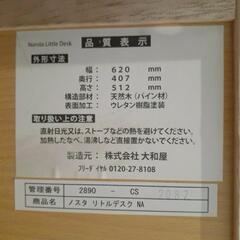 Norsta Little Desk
品質表示
外形寸法
幅: 620 mm
奥行: 407 mm
高さ: 512 mm
構造部材: 天然木(パイン材)
表面加工: ウレタン樹脂塗装
取り扱い上の注意
直射日光又は、ストーブなどの熱を避けてください。
加熱したなべ、湯沸しなど直接置かないでください。
製造元: 株式会社 大和屋
フリーダイヤル 0120-27-8108
管理番号 2890 - CS
商品名 ノスタ リトルデスク NA